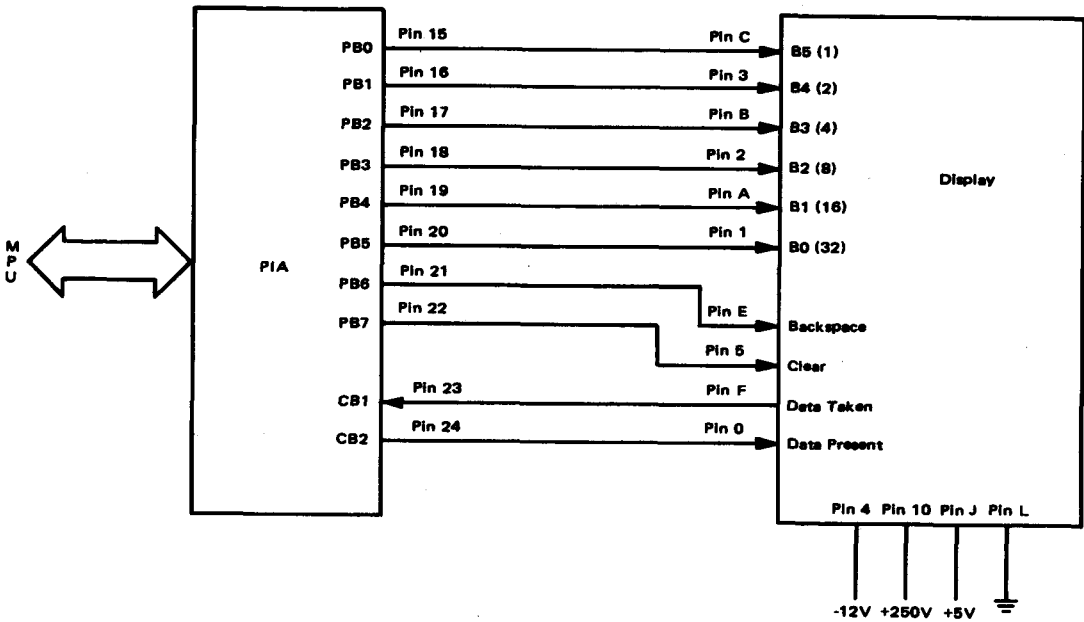 PB0 Pin 15 Pin C B5 (1)
PB1 Pin 16 Pin 3 B4 (2)
PB2 Pin 17 Pin B B3 (4)
PB3 Pin 18 Pin 2 B2 (8)
Display
PB4 Pin 19 Pin A B1 (16)
PB5 Pin 20 Pin 1 B0 (32)
MPU
PIA
PB6 Pin 21 Pin E Backspace
PB7 Pin 22 Pin 5 Clear
CB1 Pin 23 Pin F Data Taken
CB2 Pin 24 Pin 0 Data Present
Pin 4 Pin 10 Pin J Pin L
-12V +250V +5V